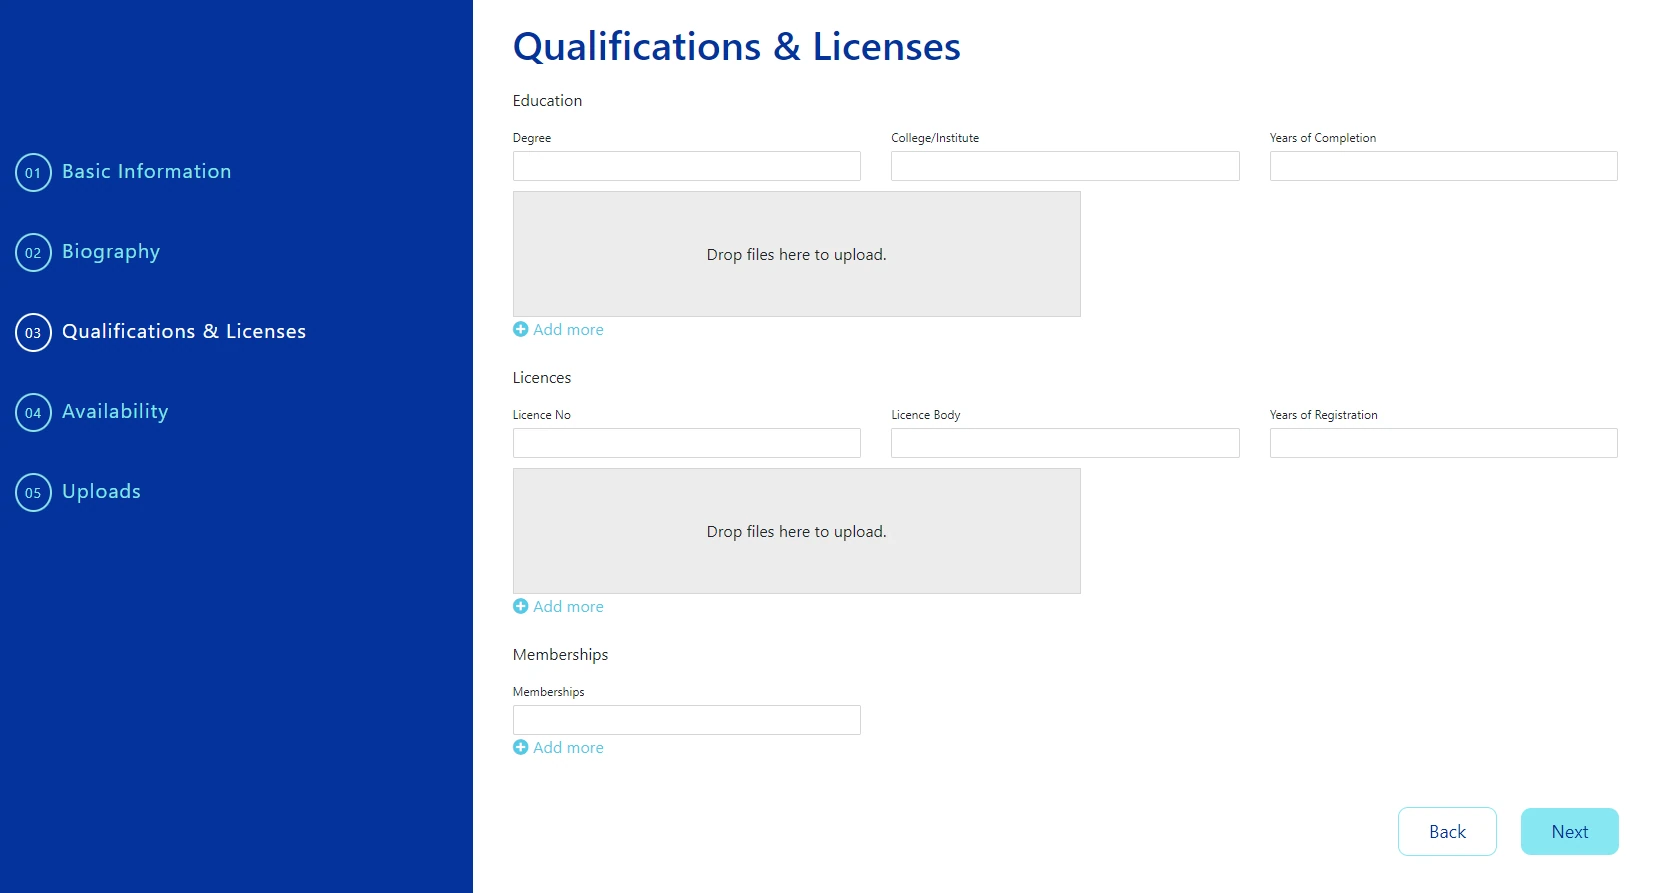 01 Basic Information
02 Biography
03 Qualifications & Licenses
04 Availability
05 Uploads
Qualifications & Licenses
Education
Degree College/Institute Years of Completion
Drop files here to upload.
Add more
Licences
Licence No Licence Body Years of Registration
Drop files here to upload.
Add more
Memberships
Memberships
Add more
Back Next